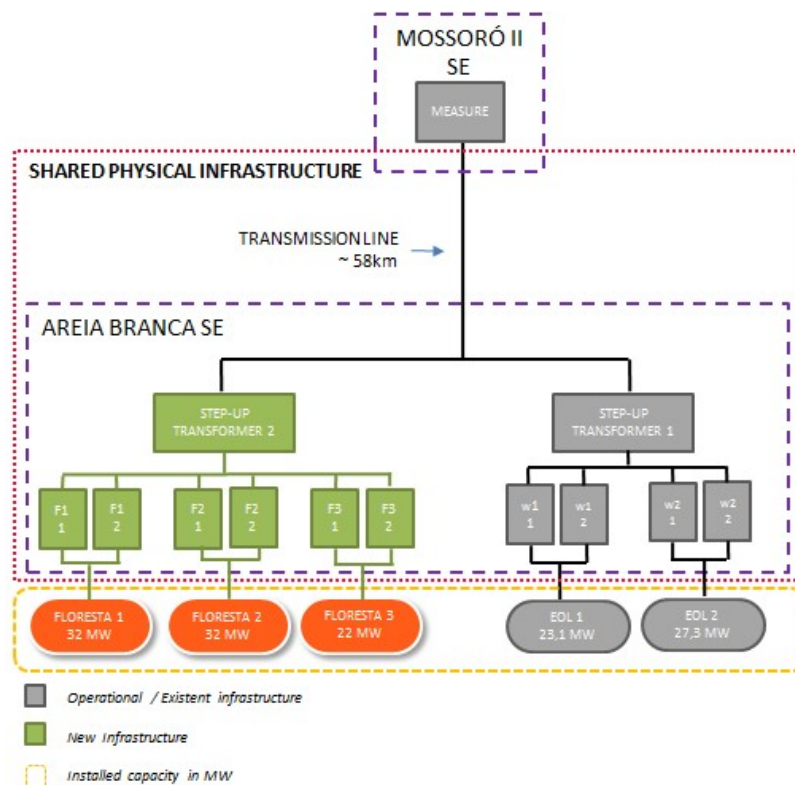 MOSSORÓ II
SE
MEASURE
SHARED PHYSICAL INFRASTRUCTURE
TRANSMISSION LINE
~ 58km
AREIA BRANCA SE
STEP-UP
TRANSFORMER 2
STEP-UP
TRANSFORMER 1
F1
1
F1
2
F2
1
F2
2
F3
1
F3
2
w1
1
w1
2
w2
1
w2
2
FLORESTA 1
32 MW
FLORESTA 2
32 MW
FLORESTA 3
22 MW
EOL 1
23,1 MW
EOL 2
27,3 MW
Operational / Existent infrastructure
New Infrastructure
Installed capacity in MW